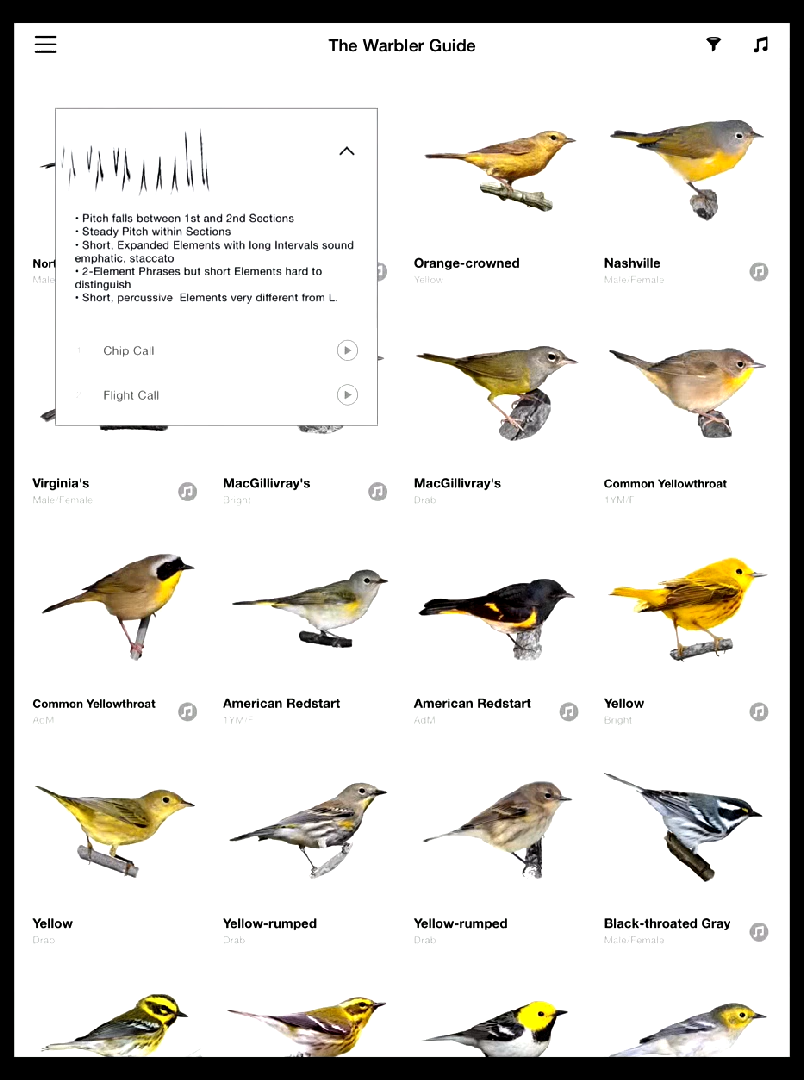 The Warbler Guide
• Pitch falls between 1st and 2nd Sections
• Steady Pitch within Sections
• Short, Expanded Elements with long Intervals sound
emphatic, staccato
• 2-Element Phrases but short Elements hard to
distinguish
• Short, percussive Elements very different from L.
1 Chip Call
2 Flight Call
Orange-crowned
Yellow
Nashville
Male/Female
Virginia's
Male/Female
MacGillivray's
Bright
MacGillivray's
Drab
Common Yellowthroat
1YM/F
Common Yellowthroat
AdM
American Redstart
1YM/F
American Redstart
AdM
Yellow
Bright
Yellow
Drab
Yellow-rumped
Drab
Yellow-rumped
Drab
Black-throated Gray
Male/Female